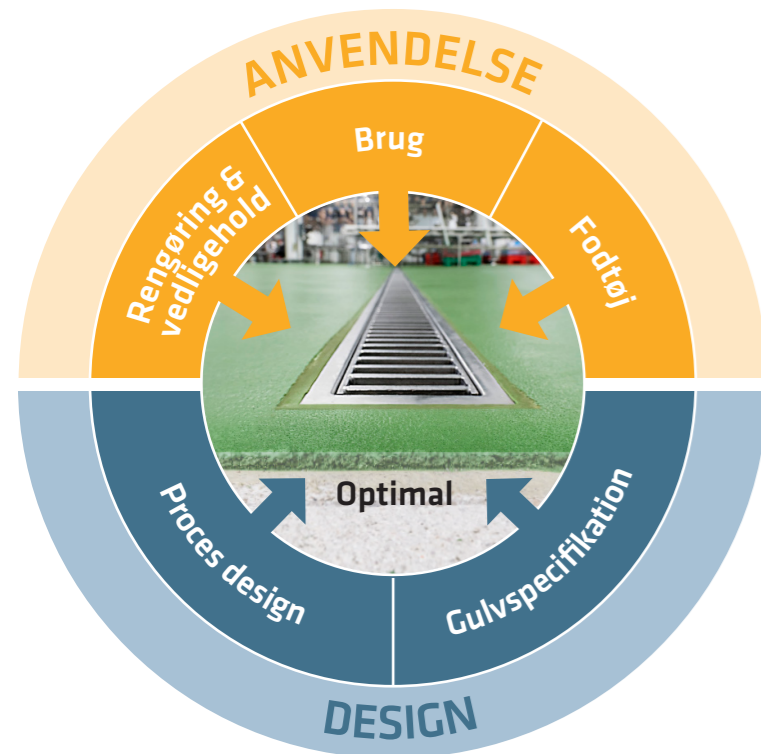 ANVENDELSE
Brug
Rengøring &
vedligehold
Fodtøj
Optimal
Proces design
Gulvspecifikation
DESIGN